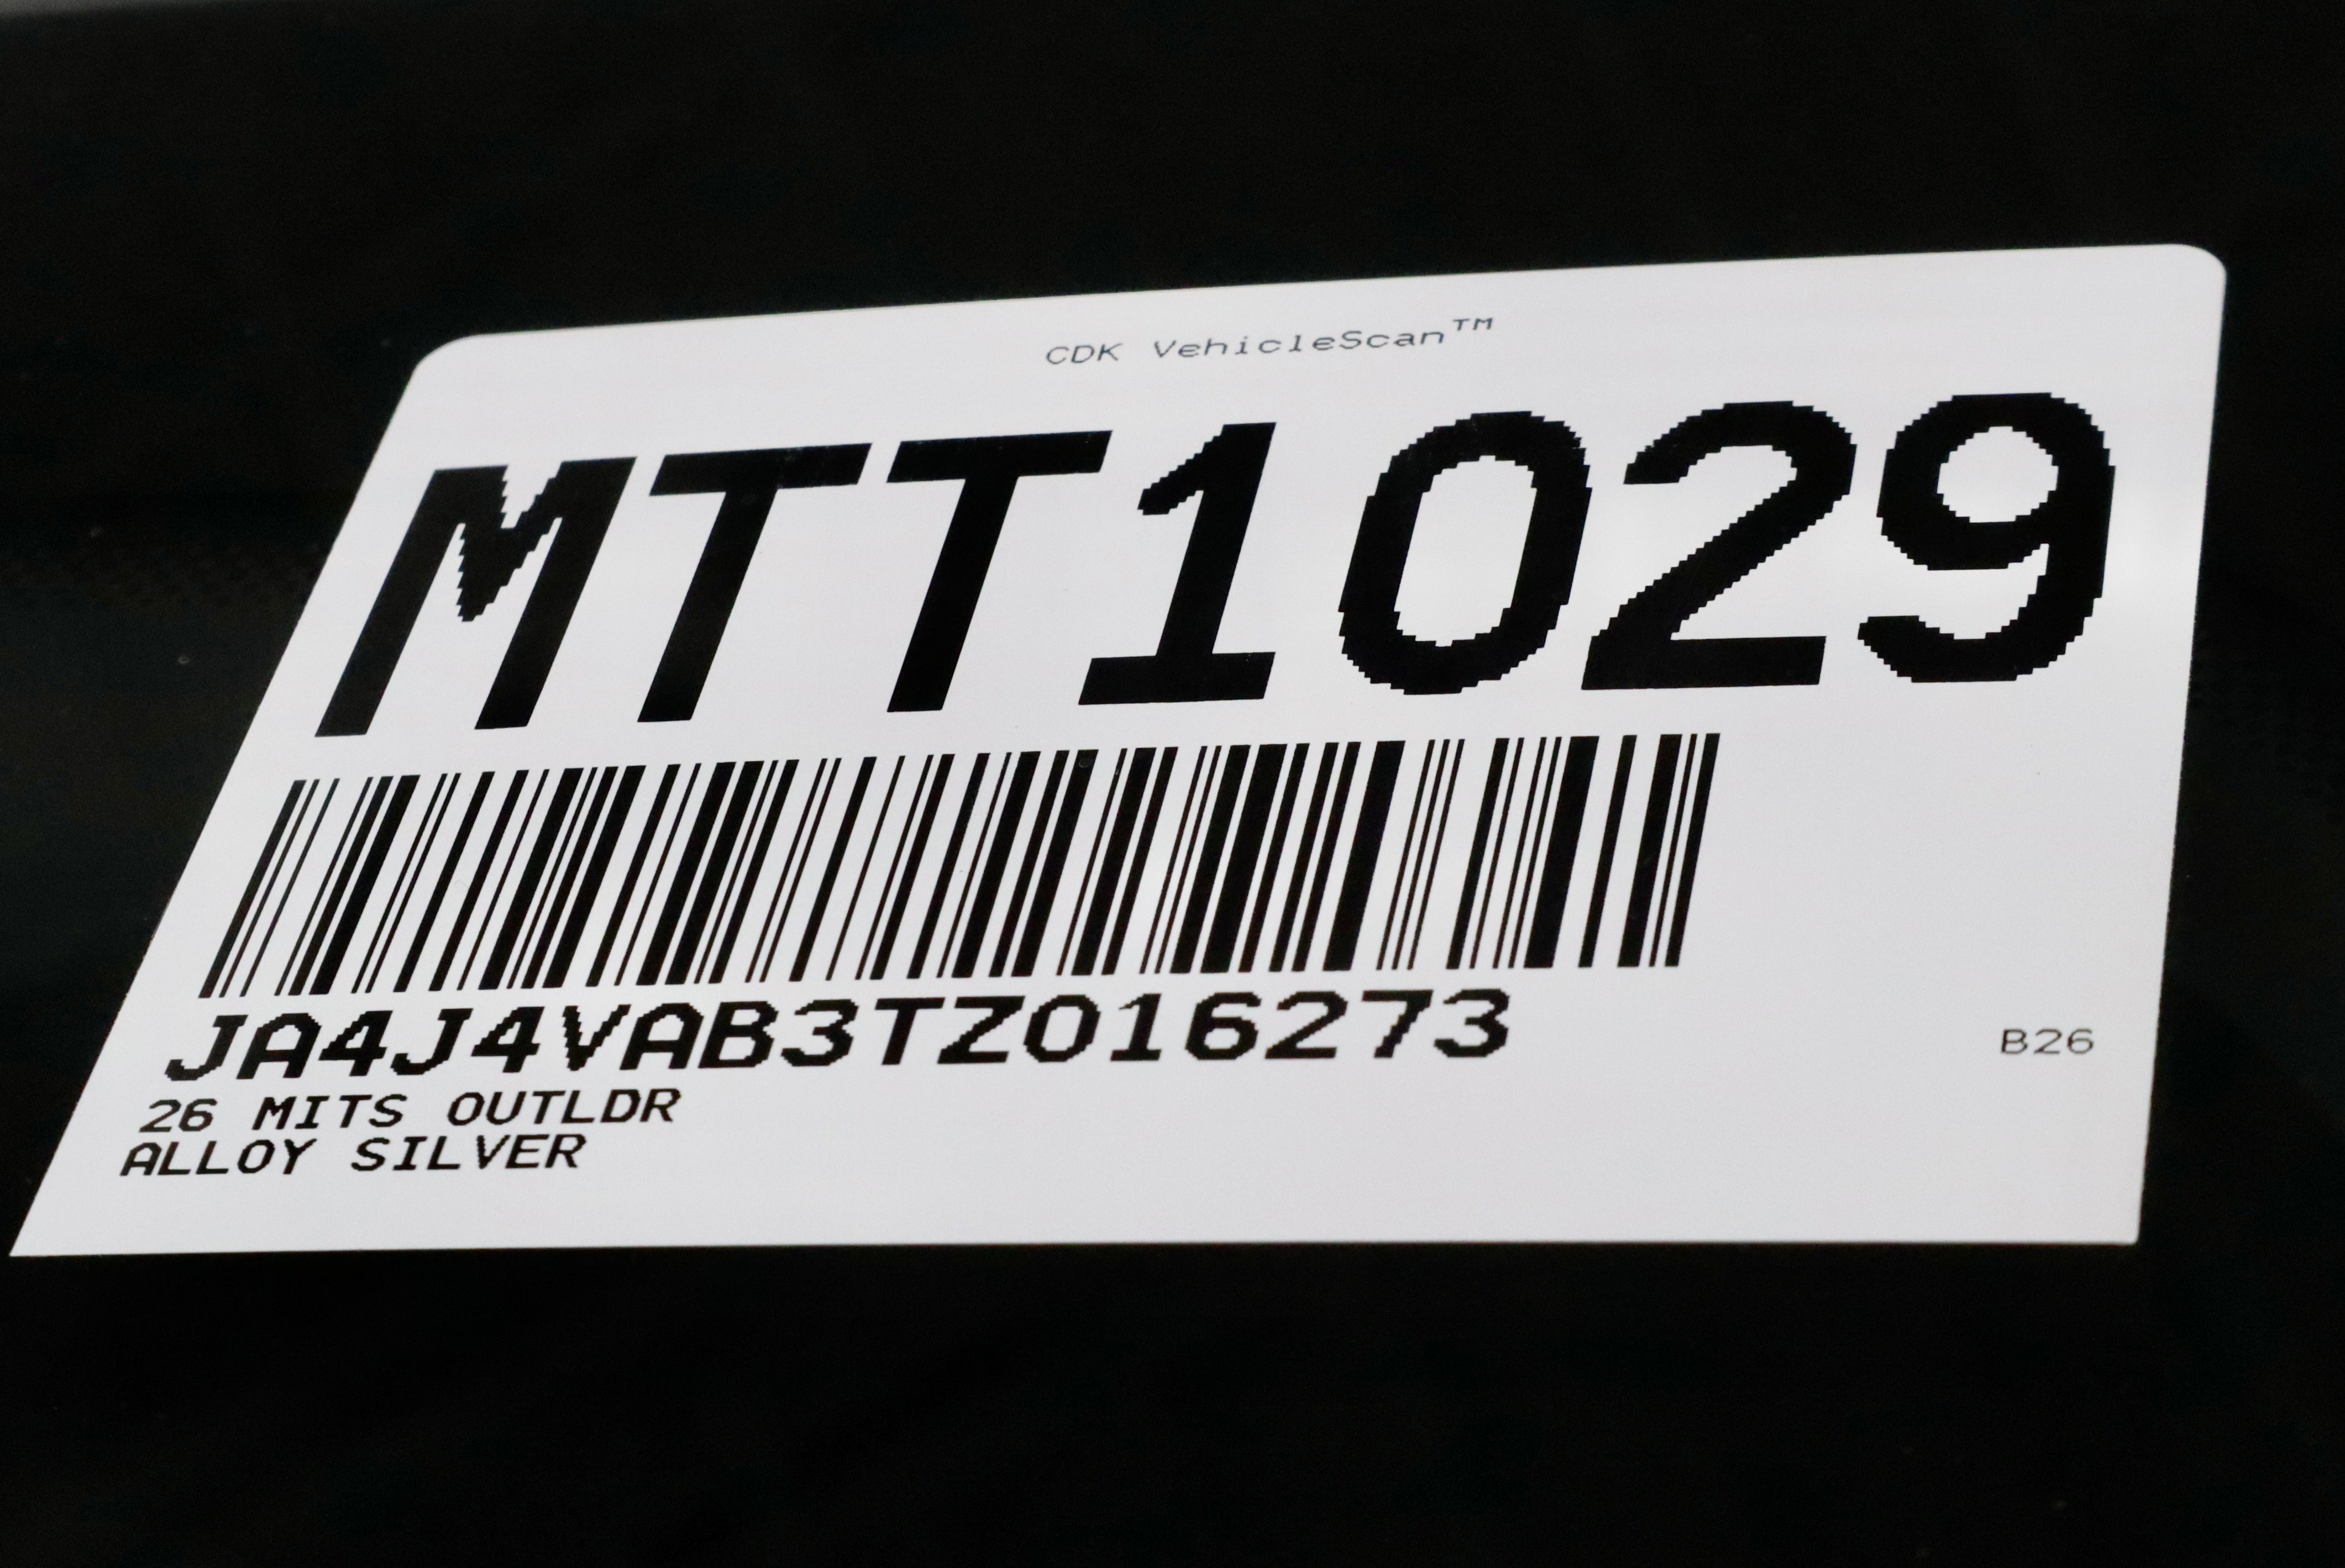 CDK VehicleScan™
MTT1029
JA4J4VAB3TZ016273
B26
26 MITS OUTLDR
ALLOY SILVER